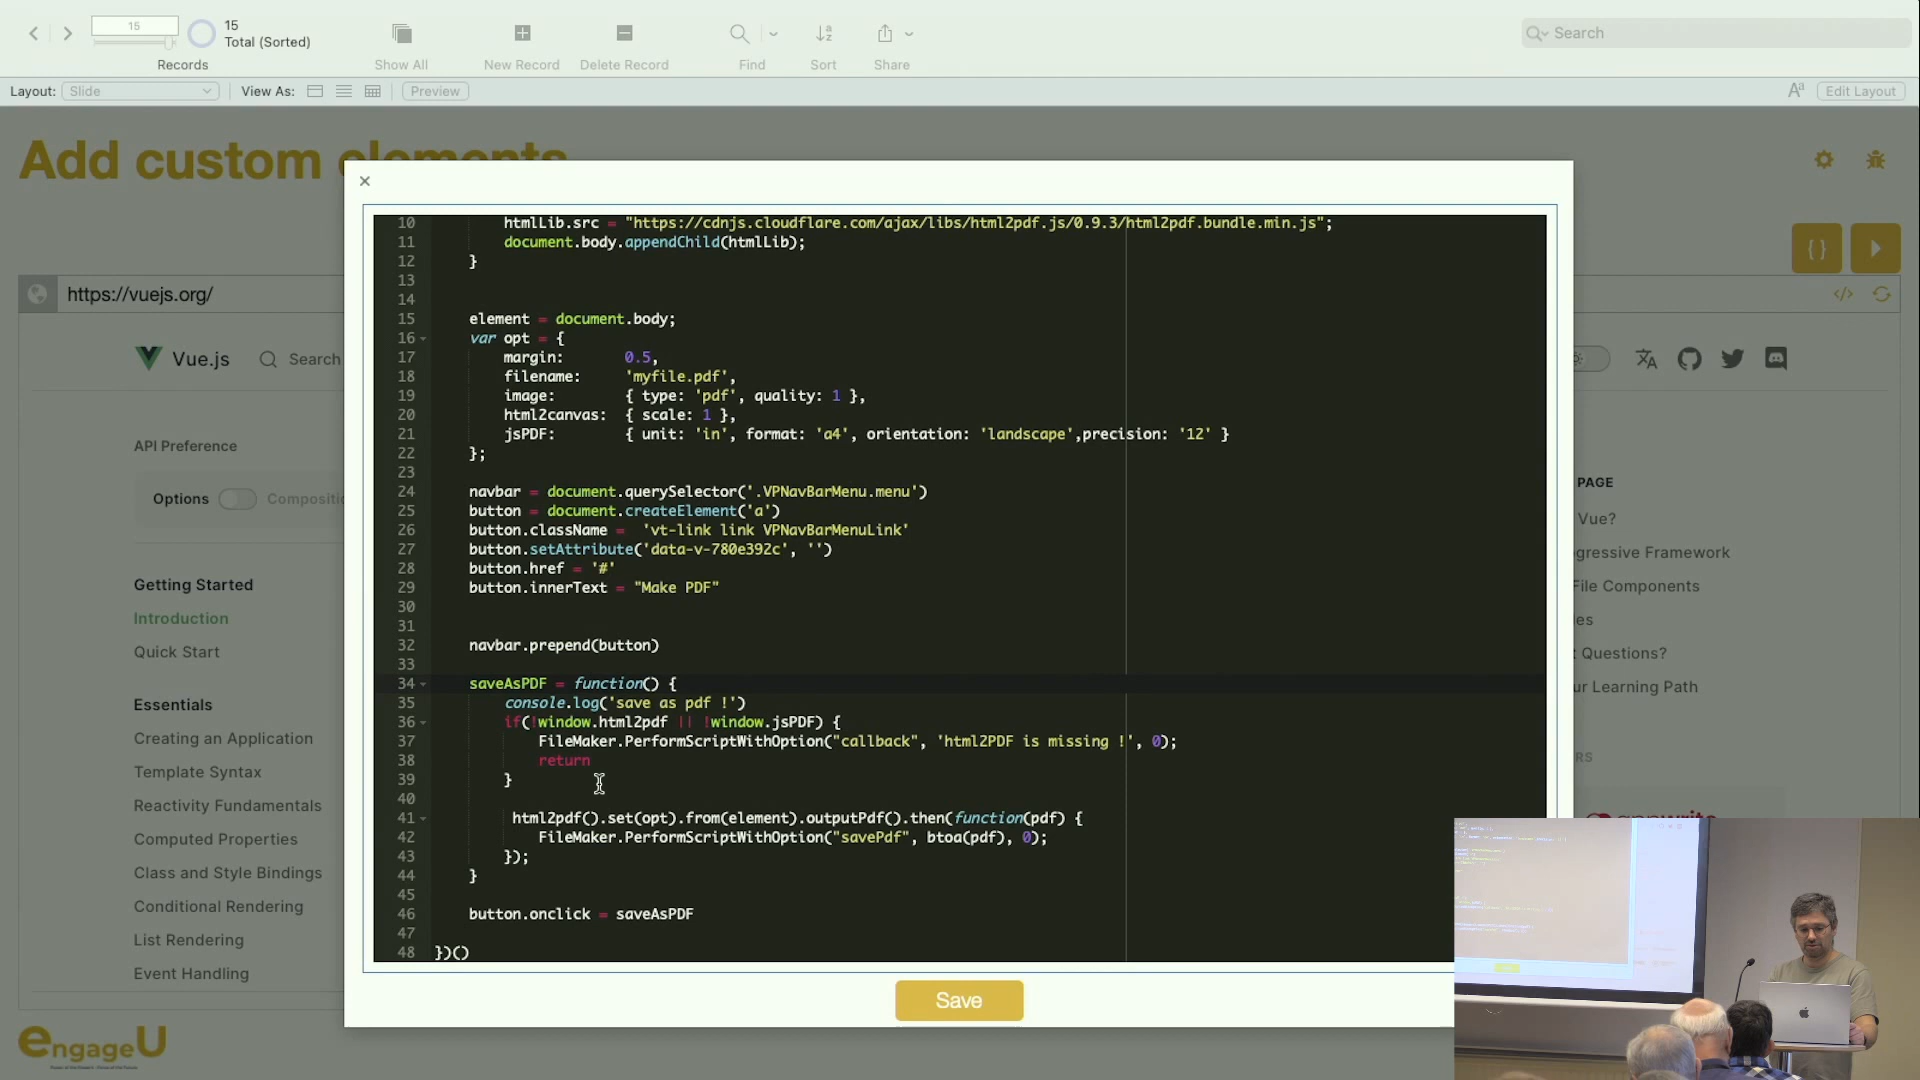 15
15
Total (Sorted)
Records
Show All
New Record
Delete Record
Find
Sort
Share
Search
Layout:
Slide
View As:
Preview
Edit Layout
Add custom elements
https://vuejs.org/
Vue.js
Search
API Preference
Options
Getting Started
Introduction
Quick Start
Essentials
Creating an Application
Template Syntax
Reactivity Fundamentals
Computed Properties
Class and Style Bindings
Conditional Rendering
List Rendering
Event Handling
engageU
10 htmlLib.src = "https://cdnjs.cloudflare.com/ajax/libs/html2pdf.js/0.9.3/html2pdf.bundle.min.js";
11 document.body.appendChild(htmlLib);
12 }
13
14
15 element = document.body;
16 var opt = {
17 margin: 0.5,
18 filename: 'myfile.pdf',
19 image: { type: 'pdf', quality: 1 },
20 html2canvas: { scale: 1 },
21 jsPDF: { unit: 'in', format: 'a4', orientation: 'landscape',precision: '12' }
22 };
23
24 navbar = document.querySelector('.VPNavBarMenu.menu')
25 button = document.createElement('a')
26 button.className = 'vt-link link VPNavBarMenuLink'
27 button.setAttribute('data-v-780e392c', '')
28 button.href = '#'
29 button.innerText = "Make PDF"
30
31
32 navbar.prepend(button)
33
34 saveAsPDF = function() {
35 console.log('save as pdf !')
36 if(!window.html2pdf || !window.jsPDF) {
37 FileMaker.PerformScriptWithOption("callback", 'html2PDF is missing !', 0);
38 return
39 }
40
41 html2pdf().set(opt).from(element).outputPdf().then(function(pdf) {
42 FileMaker.PerformScriptWithOption("savePdf", btoa(pdf), 0);
43 });
44 }
45
46 button.onclick = saveAsPDF
47
48 })()
Save
PAGE
Vue?
gressive Framework
File Components
les
t Questions?
ur Learning Path
RS